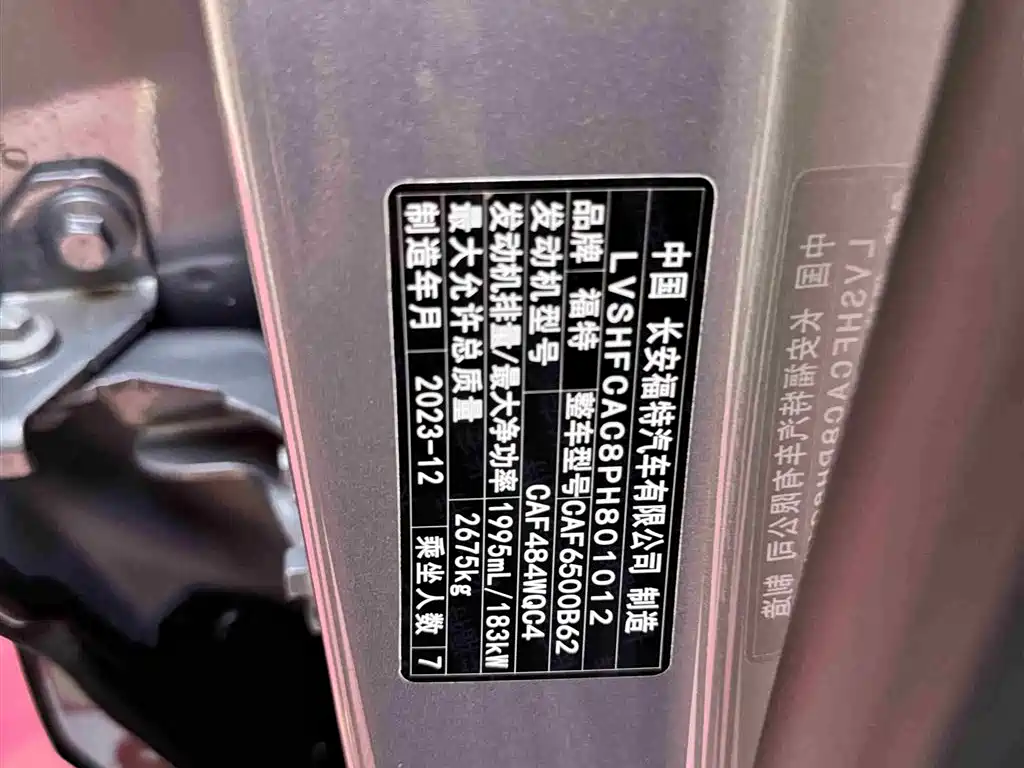 中国 长安福特汽车有限公司 制造
LVSHFCAC8PH801012
品牌 福特 整车型号 CAF6500B62
发动机型号 CAF484WQC4
发动机排量/最大净功率 1995mL/183kW
最大允许总质量 2675kg
制造年月 2023-12 乘坐人数 7